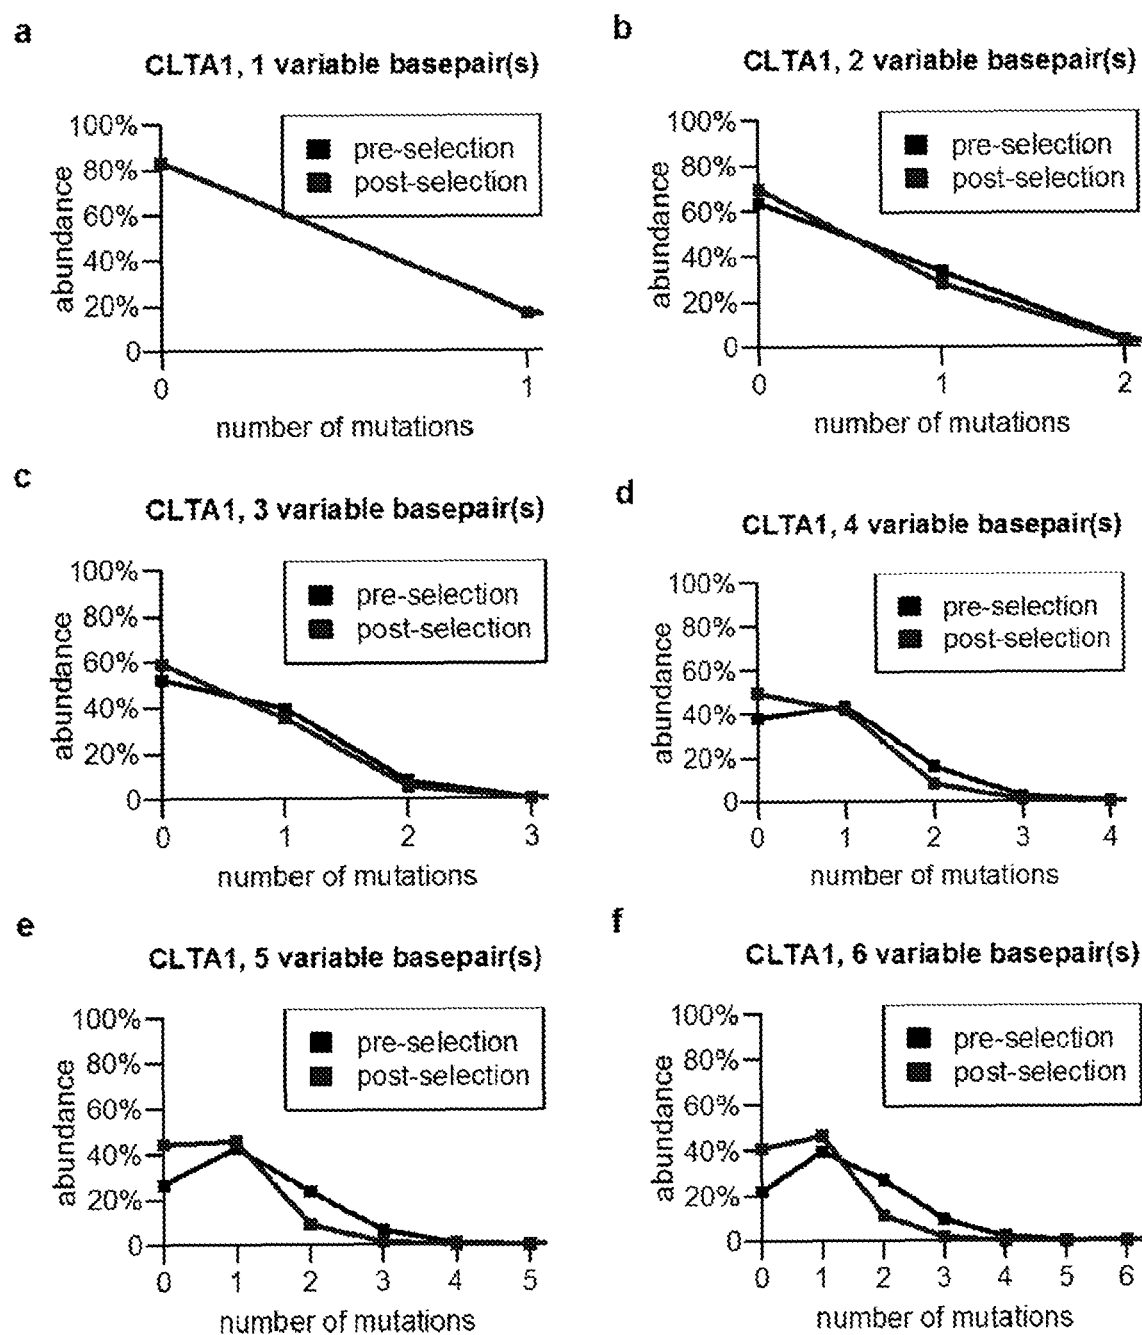 a
CLTA1, 1 variable basepair(s)
100%
80%
60%
40%
20%
0
abundance
pre-selection
post-selection
0 1
number of mutations
b
CLTA1, 2 variable basepair(s)
100%
80%
60%
40%
20%
0
abundance
pre-selection
post-selection
0 1 2
number of mutations
c
CLTA1, 3 variable basepair(s)
100%
80%
60%
40%
20%
0
abundance
pre-selection
post-selection
0 1 2 3
number of mutations
d
CLTA1, 4 variable basepair(s)
100%
80%
60%
40%
20%
0
abundance
pre-selection
post-selection
0 1 2 3 4
number of mutations
e
CLTA1, 5 variable basepair(s)
100%
80%
60%
40%
20%
0
abundance
pre-selection
post-selection
0 1 2 3 4 5
number of mutations
f
CLTA1, 6 variable basepair(s)
100%
80%
60%
40%
20%
0
abundance
pre-selection
post-selection
0 1 2 3 4 5 6
number of mutations